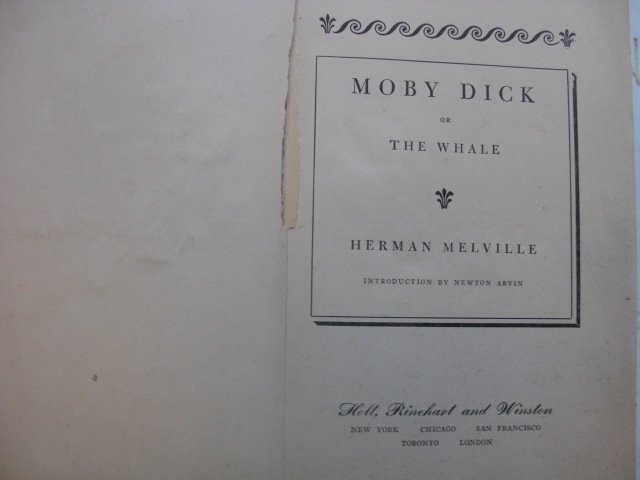 MOBY DICK
OR
THE WHALE
HERMAN MELVILLE
INTRODUCTION BY NEWTON ARVIN
Holt, Rinehart and Winston
NEW YORK CHICAGO SAN FRANCISCO
TORONTO LONDON